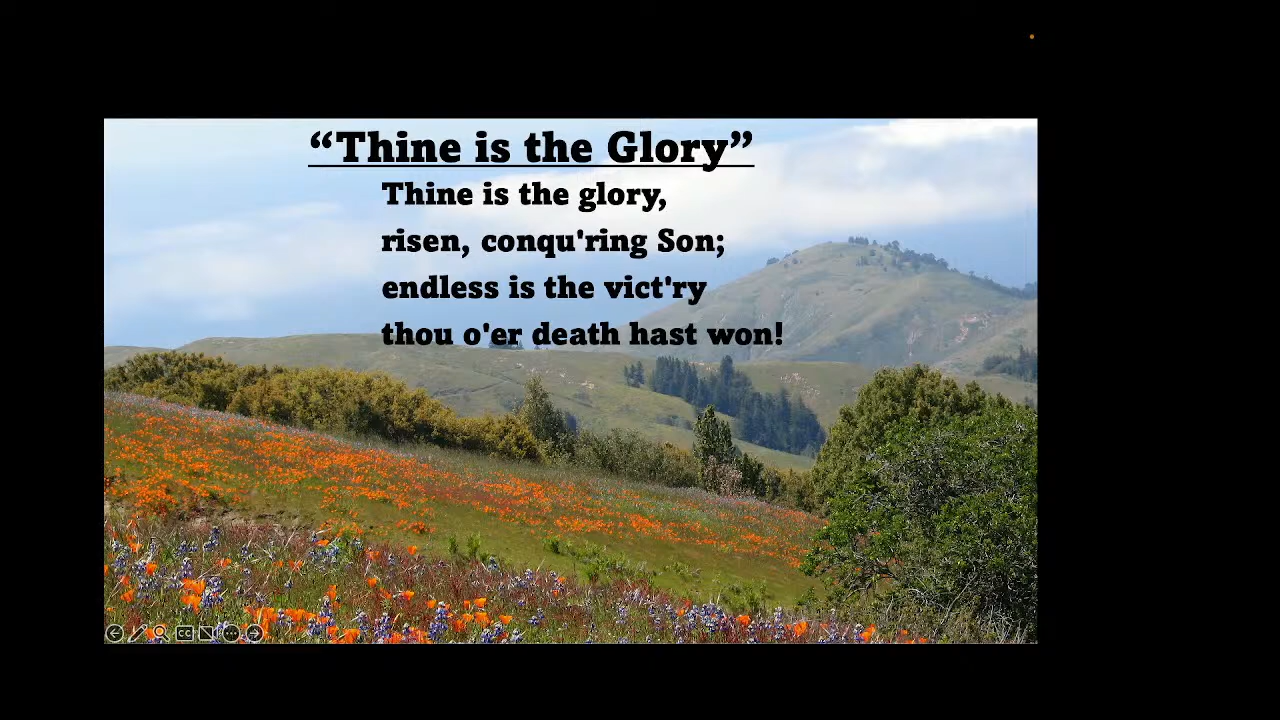 “Thine is the Glory”
Thine is the glory,
risen, conqu'ring Son;
endless is the vict'ry
thou o'er death hast won!
CC